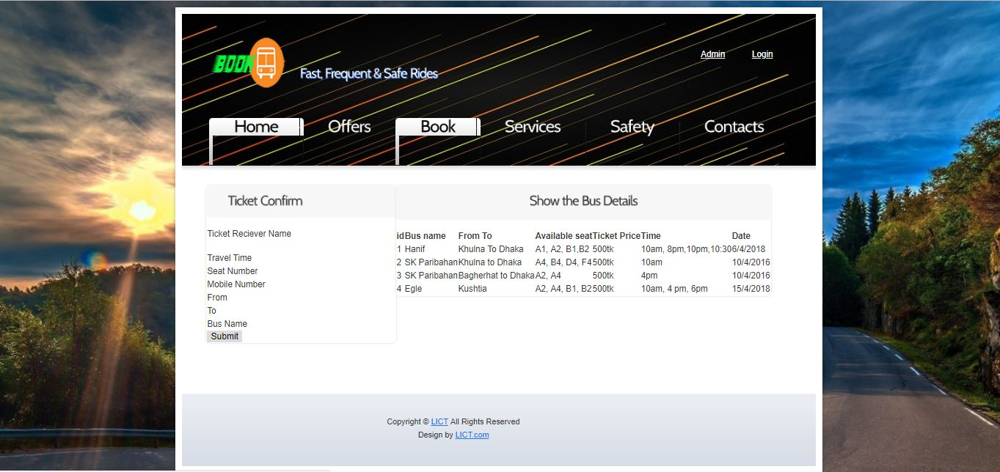 BOOK
Fast, Frequent & Safe Rides
Admin Login
Home Offers Book Services Safety Contacts
Ticket Confirm
Ticket Reciever Name
Travel Time
Seat Number
Mobile Number
From
To
Bus Name
Submit
Show the Bus Details
id Bus name From To Available seat Ticket Price Time Date
1 Hanif Khulna To Dhaka A1, A2, B1,B2 500tk 10am, 8pm,10pm,10:30 6/4/2018
2 SK Paribahan Khulna to Dhaka A4, B4, D4, F4 500tk 10am 10/4/2016
3 SK Paribahan Bagherhat to Dhaka A2, A4 500tk 4pm 10/4/2016
4 Egle Kushtia A2, A4, B1, B2 500tk 10am, 4 pm, 6pm 15/4/2018
Copyright © LICT All Rights Reserved
Design by LICT.com